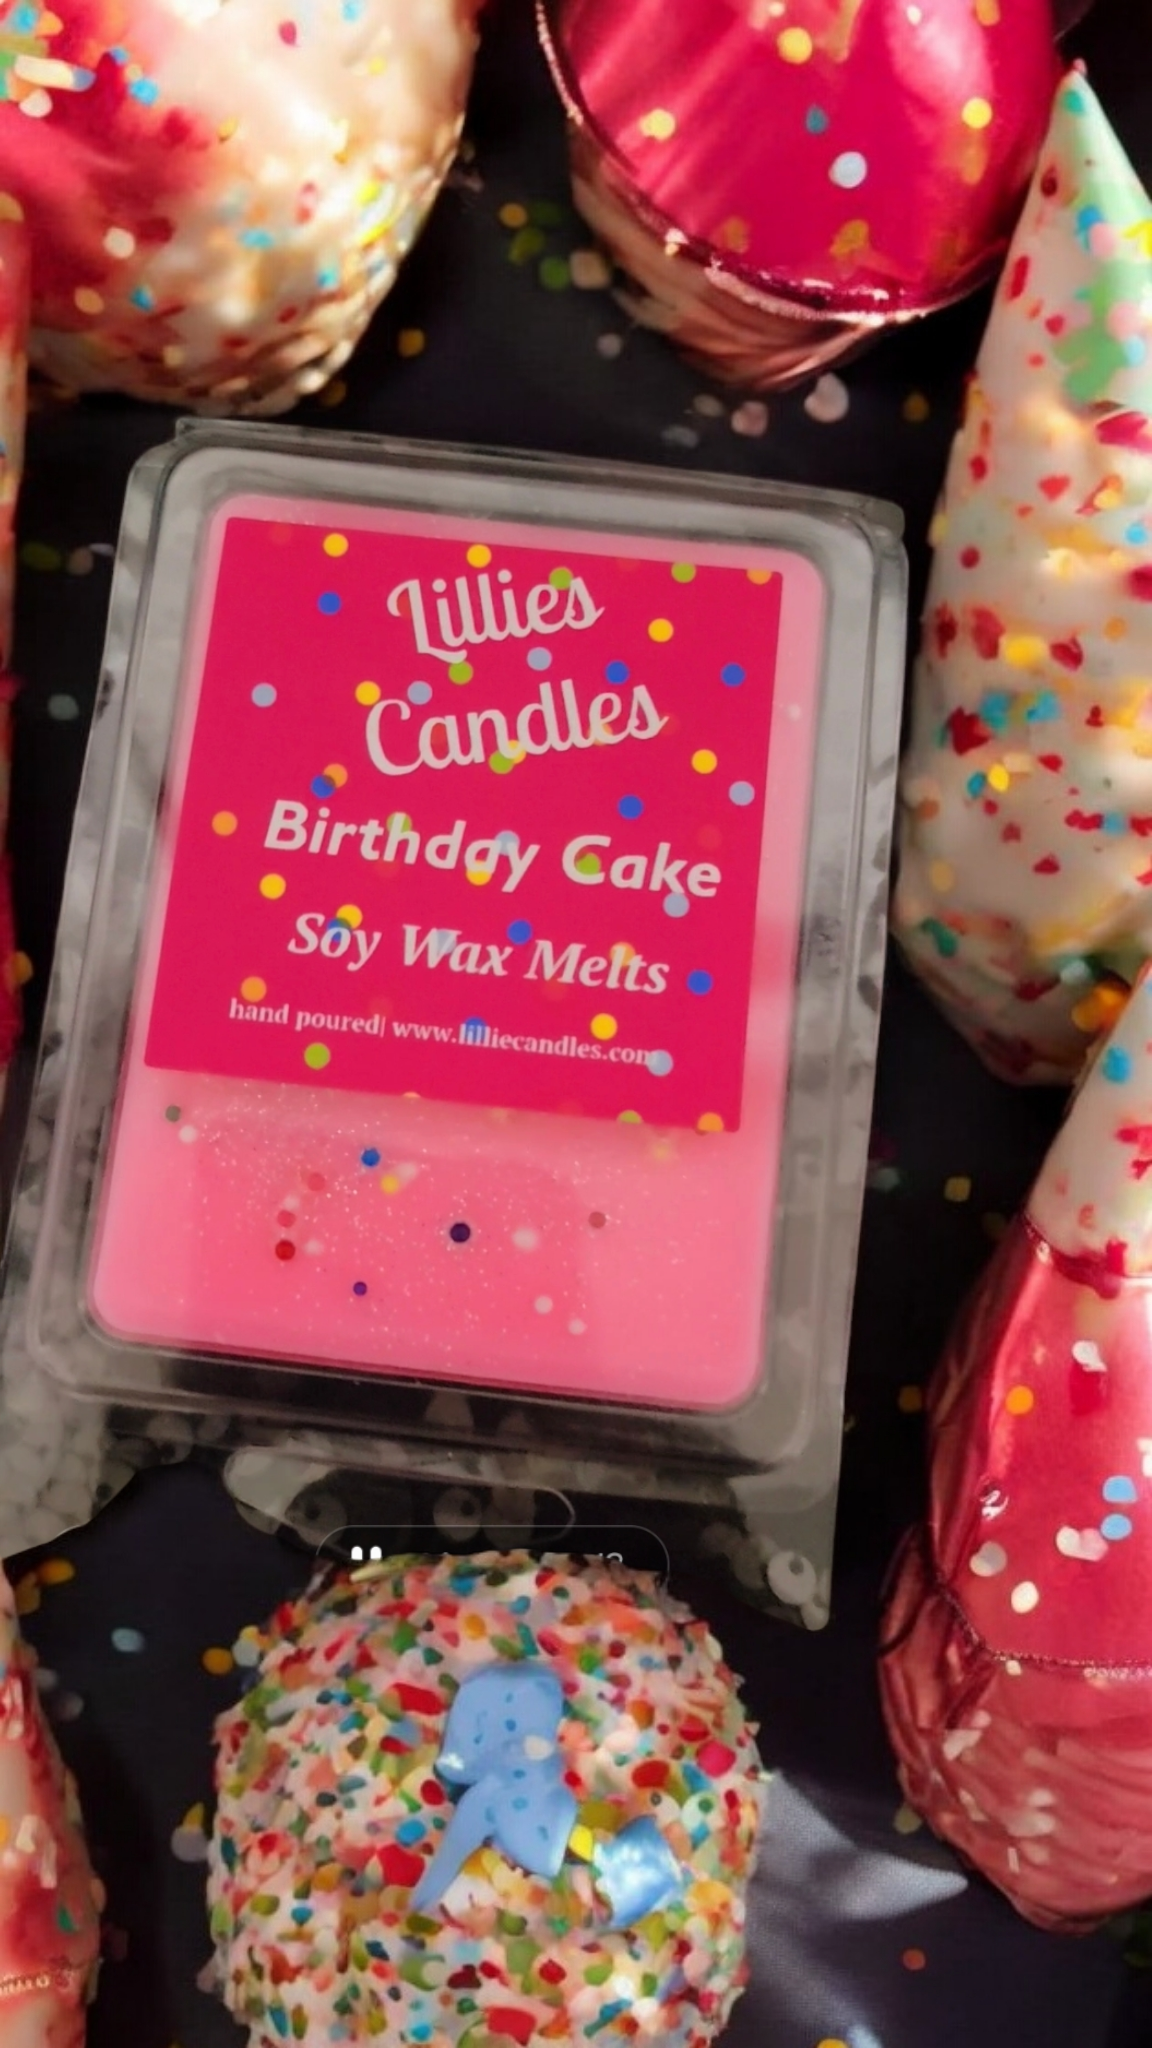 Lillies
Candles
Birthday Cake
Soy Wax Melts
hand poured| www.lilliecandles.com